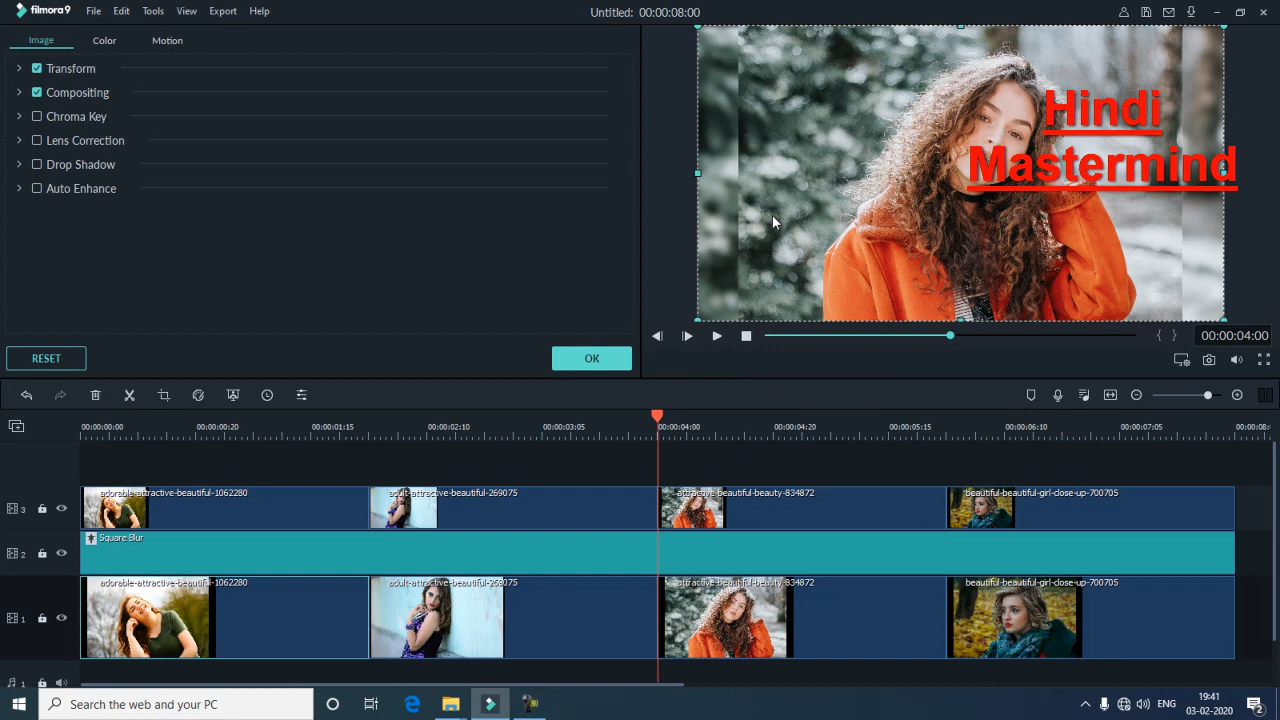 filmora9 File Edit Tools View Export Help Untitled: 00:00:08:00
Image Color Motion
Transform
Compositing
Chroma Key
Lens Correction
Drop Shadow
Auto Enhance
Hindi
Mastermind
00:00:04:00
RESET OK
00:00:00:00 00:00:00:20 00:00:01:15 00:00:02:10 00:00:03:05 00:00:04:00 00:00:04:20 00:00:05:15 00:00:06:10 00:00:07:05 00:00:08:
3 adorable-attractive-beautiful-1062280 adult-attractive-beautiful-269075 attractive-beautiful-beauty-834872 beautiful-beautiful-girl-close-up-700705
2 Square Blur
1 adorable-attractive-beautiful-1062280 adult-attractive-beautiful-269075 attractive-beautiful-beauty-834872 beautiful-beautiful-girl-close-up-700705
1
Search the web and your PC
ENG
19:41
03-02-2020
2